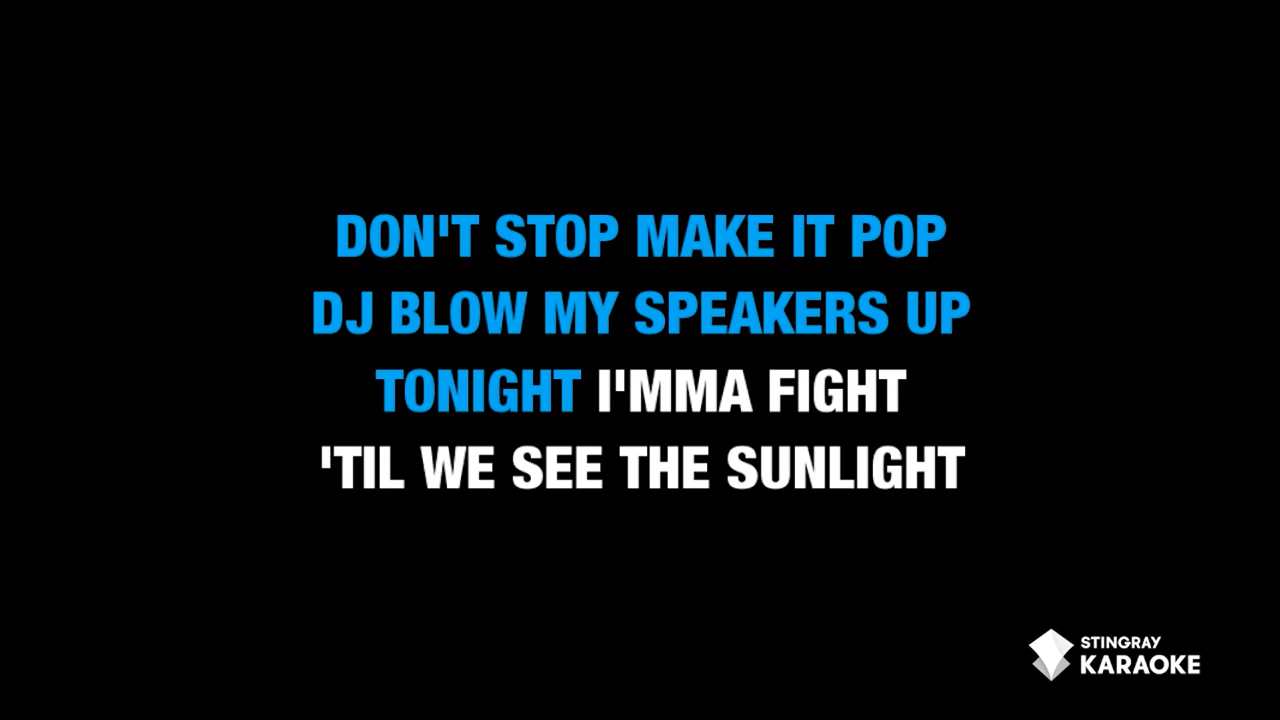 DON'T STOP MAKE IT POP
DJ BLOW MY SPEAKERS UP
TONIGHT I'MMA FIGHT
'TIL WE SEE THE SUNLIGHT
STINGRAY
KARAOKE